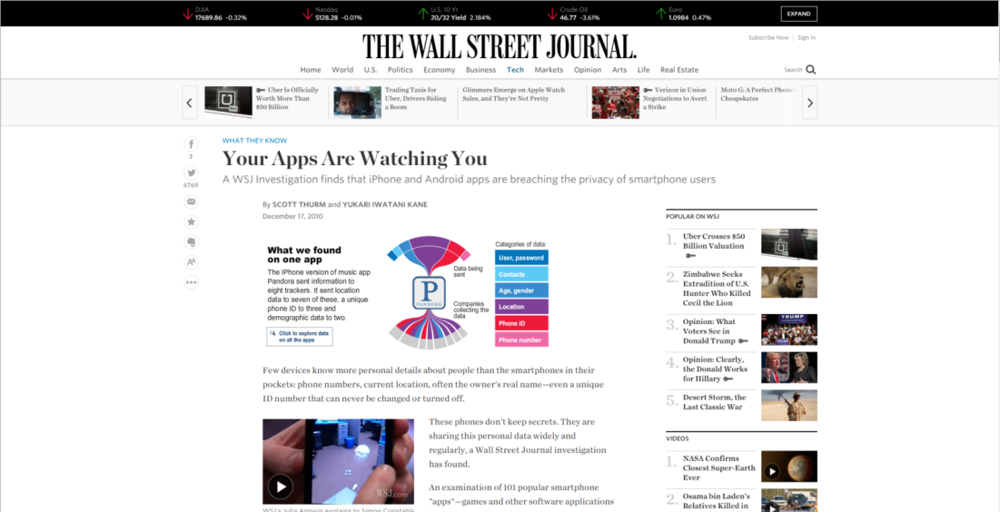 DJIA
17689.86 -0.32%
Nasdaq
5128.28 -0.01%
U.S. 10 Yr
20/32 Yield 2.184%
Crude Oil
46.77 -3.61%
Euro
1.0984 0.47%
EXPAND
THE WALL STREET JOURNAL.
Subscribe Now | Sign In
Home World U.S. Politics Economy Business Tech Markets Opinion Arts Life Real Estate
Search
Uber Is Officially
Worth More Than
$50 Billion
Trading Taxis for
Uber, Drivers Riding
a Boom
Glimmers Emerge on Apple Watch
Sales, and They're Not Pretty
Verizon in Union
Negotiations to Avert
a Strike
Moto G: A Perfect Phone
Cheapskates
3
4769
WHAT THEY KNOW
Your Apps Are Watching You
A WSJ Investigation finds that iPhone and Android apps are breaching the privacy of smartphone users
By SCOTT THURM and YUKARI IWATANI KANE
December 17, 2010
What we found
on one app
The iPhone version of music app
Pandora sent information to
eight trackers. It sent location
data to seven of these, a unique
phone ID to three and
demographic data to two.
Click to explore data
on all the apps
Data being
sent
P
PANDORA
Companies
collecting the
data
Categories of data:
User, password
Contacts
Age, gender
Location
Phone ID
Phone number
Few devices know more personal details about people than the smartphones in their
pockets: phone numbers, current location, often the owner's real name—even a unique
ID number that can never be changed or turned off.
WSJ.com
WSJ's Julia Angwin explains to Simon Constable
These phones don't keep secrets. They are
sharing this personal data widely and
regularly, a Wall Street Journal investigation
has found.
An examination of 101 popular smartphone
"apps"—games and other software applications
POPULAR ON WSJ
1. Uber Crosses $50
Billion Valuation
2. Zimbabwe Seeks
Extradition of U.S.
Hunter Who Killed
Cecil the Lion
3. Opinion: What
Voters See in
Donald Trump
TRUMP
4. Opinion: Clearly,
the Donald Works
for Hillary
5. Desert Storm, the
Last Classic War
VIDEOS
1. NASA Confirms
Closest Super-Earth
Ever
2. Osama bin Laden's
Relatives Killed in